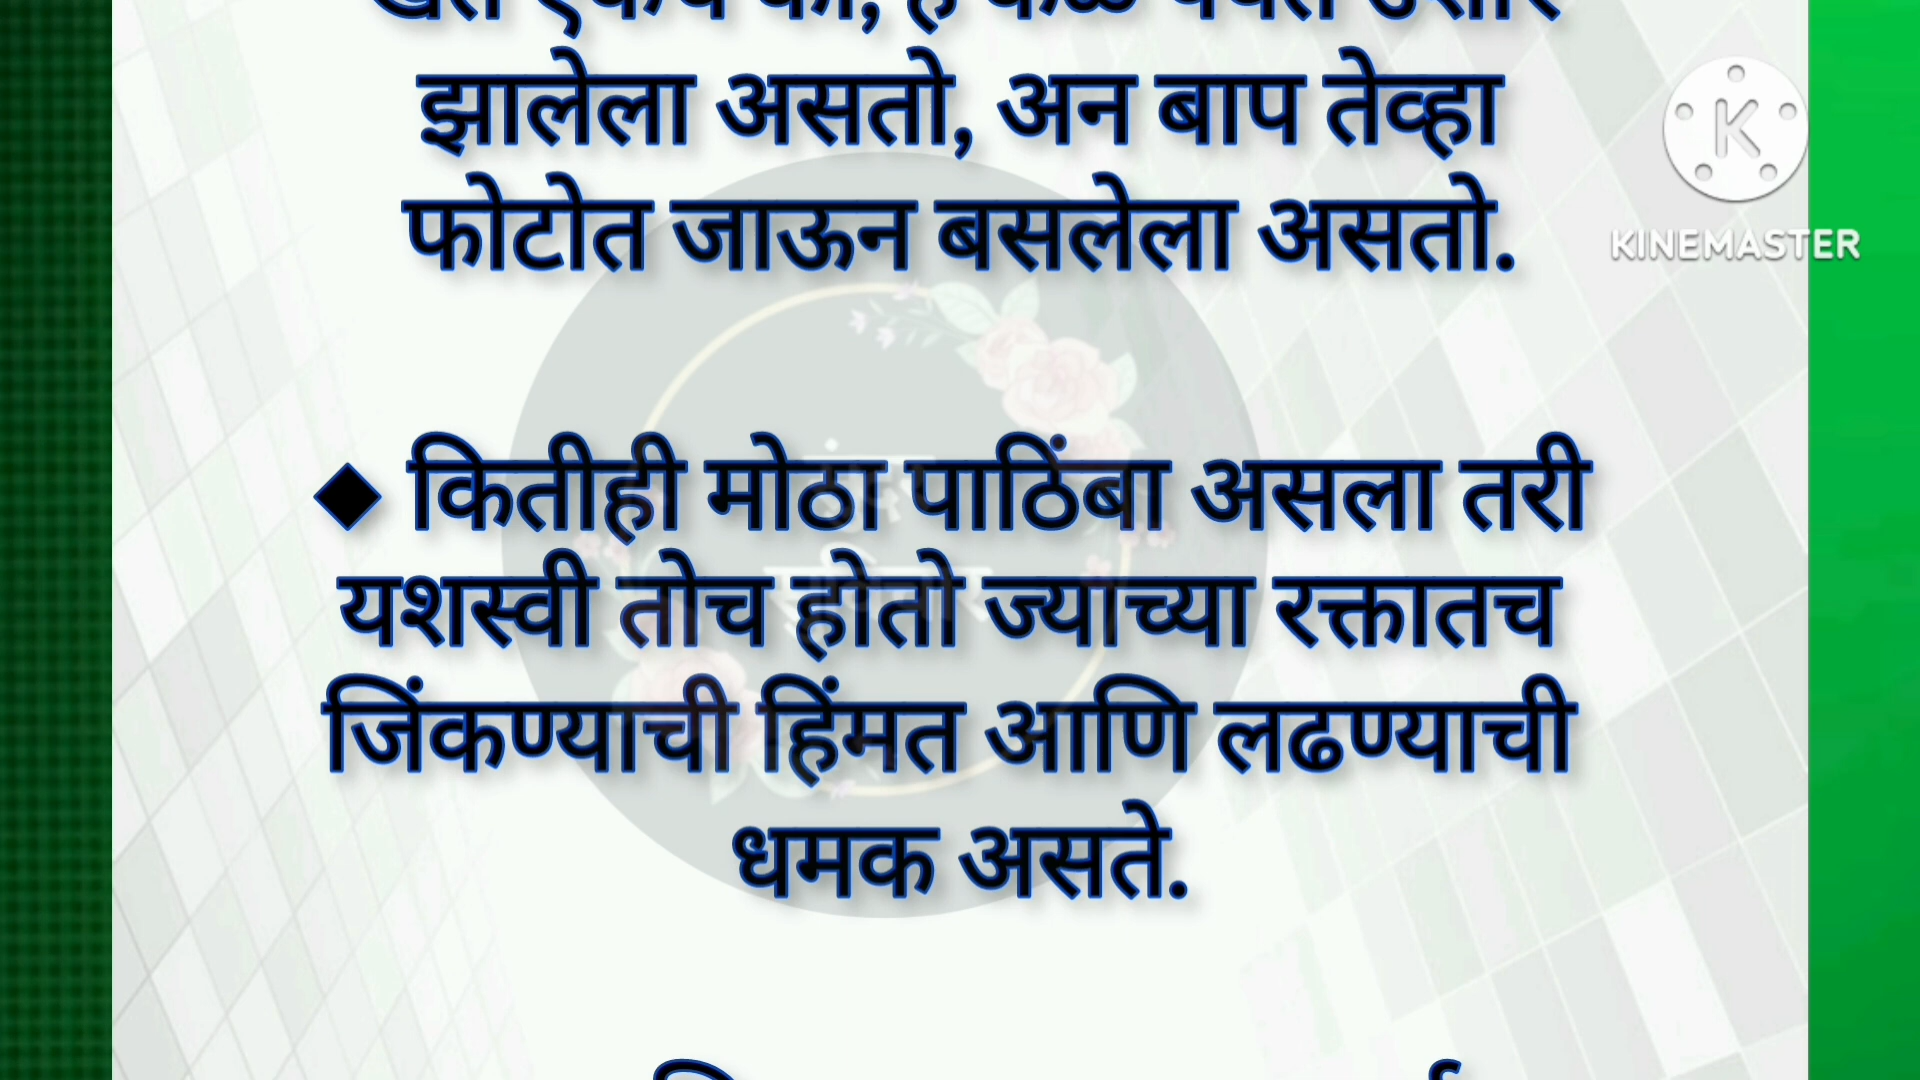 झालेला असतो, अन बाप तेव्हा
फोटोत जाऊन बसलेला असतो.
◆ कितीही मोठा पाठिंबा असला तरी
यशस्वी तोच होतो ज्याच्या रक्तातच
जिंकण्याची हिंमत आणि लढण्याची
धमक असते.
K
KINEMASTER